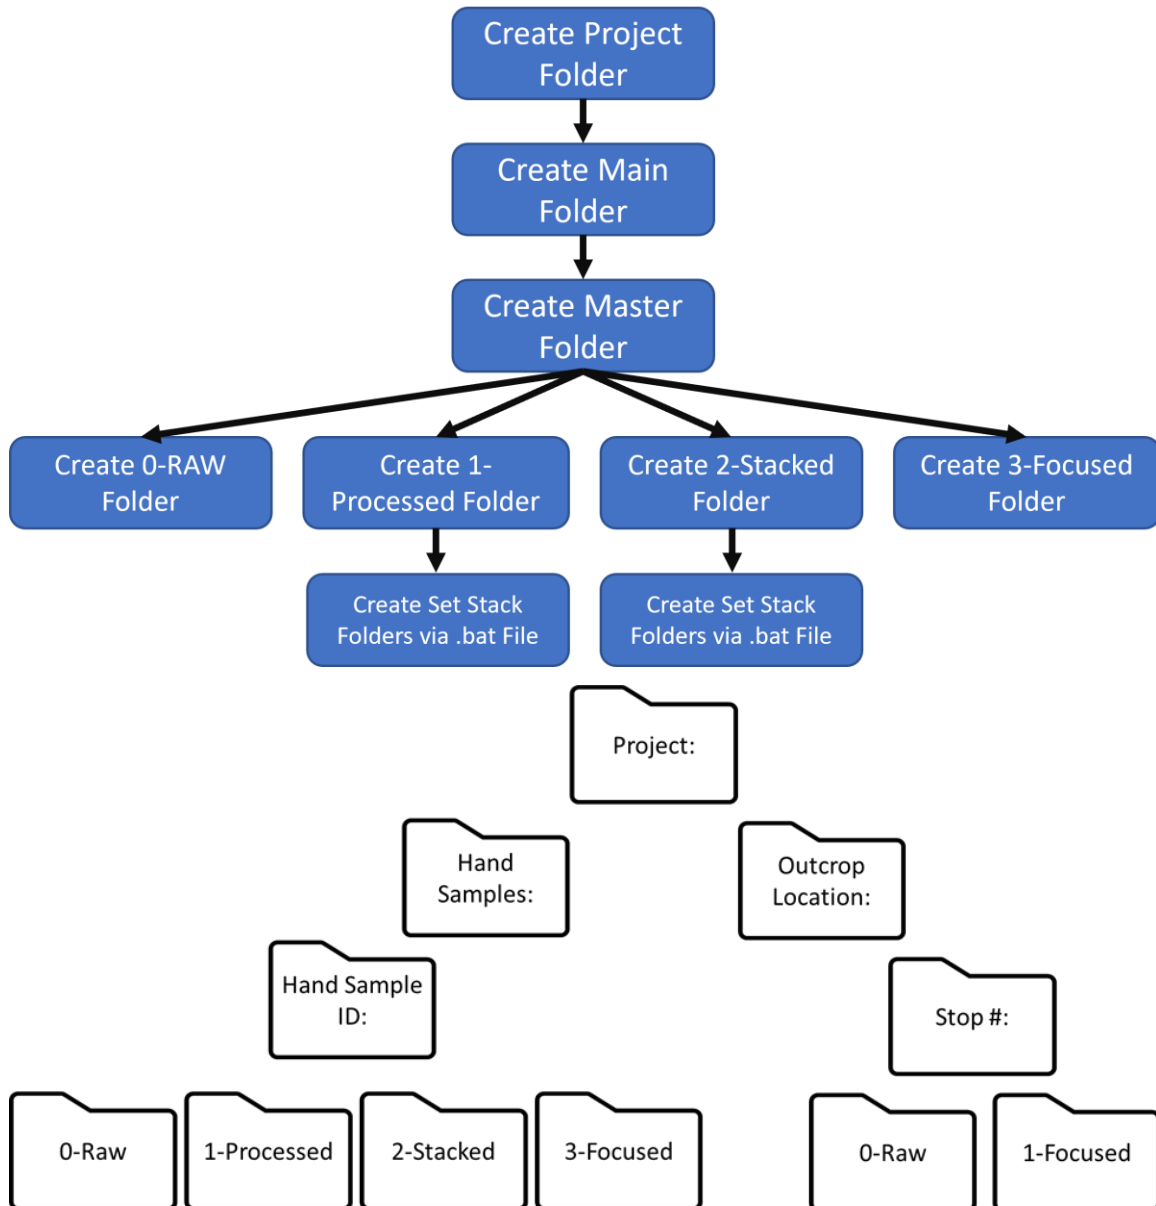 Create Project
Folder
Create Main
Folder
Create Master
Folder
Create 0-RAW
Folder
Create 1-
Processed Folder
Create 2-Stacked
Folder
Create 3-Focused
Folder
Create Set Stack
Folders via .bat File
Create Set Stack
Folders via .bat File
Project:
Hand
Samples:
Outcrop
Location:
Hand Sample
ID:
Stop #:
0-Raw
1-Processed
2-Stacked
3-Focused
0-Raw
1-Focused